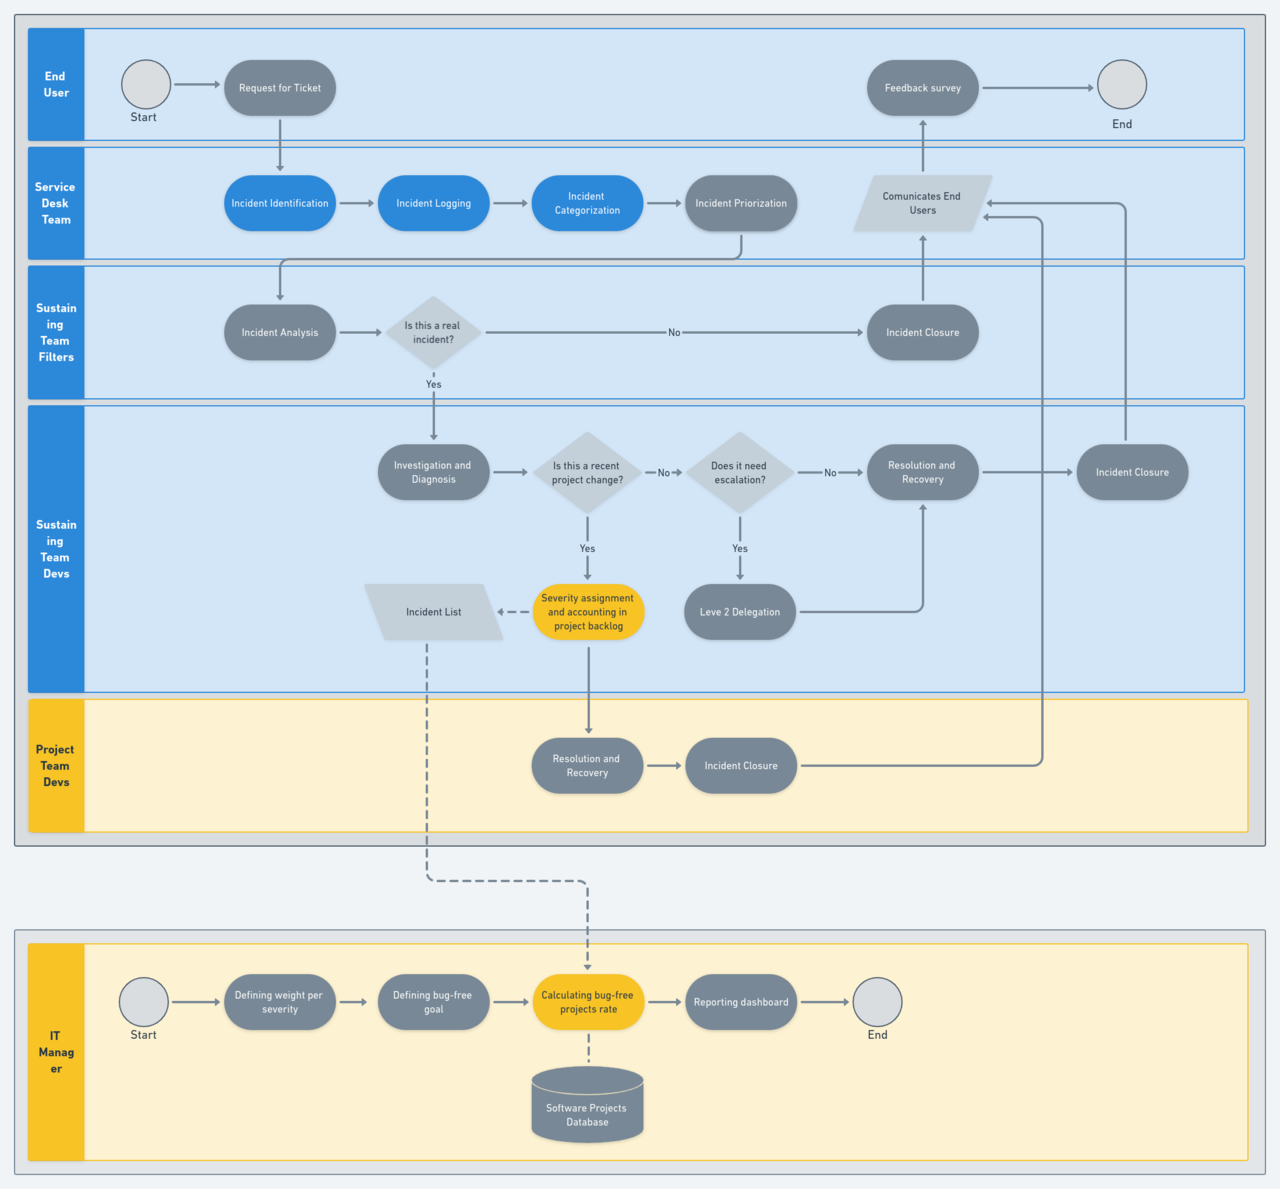 End
User
Start
Request for Ticket
Feedback survey
End
Service
Desk
Team
Incident Identification
Incident Logging
Incident
Categorization
Incident Priorization
Comunicates End
Users
Sustain
ing
Team
Filters
Incident Analysis
Is this a real
incident?
No
Incident Closure
Yes
Sustain
ing
Team
Devs
Investigation and
Diagnosis
Is this a recent
project change?
No
Does it need
escalation?
No
Resolution and
Recovery
Incident Closure
Yes
Yes
Incident List
Severity assignment
and accounting in
project backlog
Leve 2 Delegation
Project
Team
Devs
Resolution and
Recovery
Incident Closure
IT
Manag
er
Start
Defining weight per
severity
Defining bug-free
goal
Calculating bug-free
projects rate
Reporting dashboard
End
Software Projects
Database